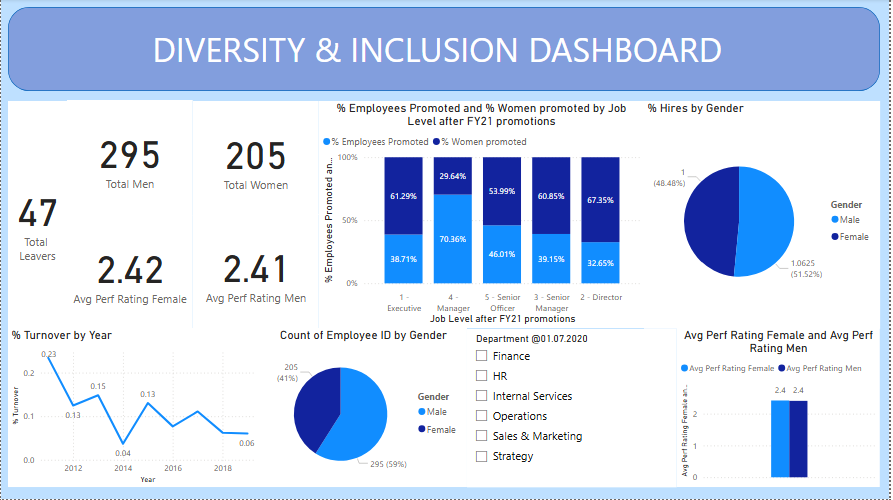 DIVERSITY & INCLUSION DASHBOARD
47
Total
Leavers
295
Total Men
205
Total Women
2.42
Avg Perf Rating Female
2.41
Avg Perf Rating Men
% Employees Promoted and % Women promoted by Job
Level after FY21 promotions
% Employees Promoted % Women promoted
% Employees Promoted an...
100%
50%
0%
61.29%
29.64%
53.99%
60.85%
67.35%
38.71%
70.36%
46.01%
39.15%
32.65%
1 -
Executive
4 -
Manager
5 - Senior
Officer
3 - Senior
Manager
2 - Director
Job Level after FY21 promotions
% Hires by Gender
1
(48.48%)
1.0625
(51.52%)
Gender
Male
Female
% Turnover by Year
% Turnover
0.2
0.1
0.0
0.23
0.13
0.15
0.04
0.13
0.06
2012
2014
2016
2018
Year
Count of Employee ID by Gender
205
(41%)
295 (59%)
Gender
Male
Female
Department @01.07.2020
Finance
HR
Internal Services
Operations
Sales & Marketing
Strategy
Avg Perf Rating Female and Avg Perf
Rating Men
Avg Perf Rating Female Avg Perf Rating Men
Avg Perf Rating Female an...
2
1
0
2.4 2.4